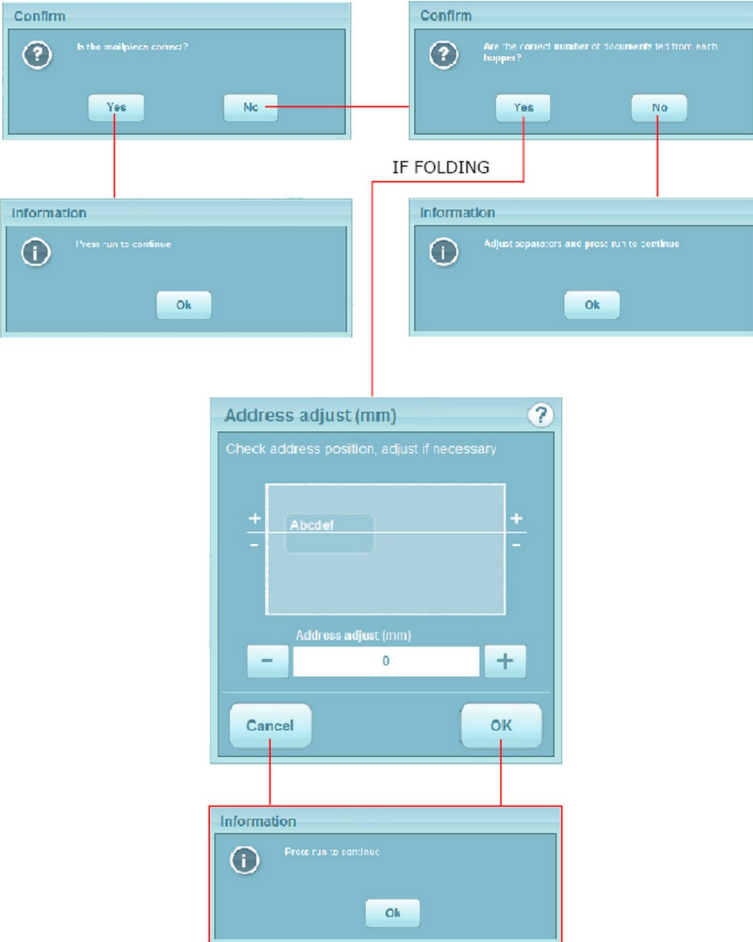 Confirm
Is the mailpiece correct?
Yes
No
Confirm
Are the correct number of documents fed from each
hopper?
Yes
No
IF FOLDING
Information
Press run to continue
Ok
Information
Adjust separators and press run to continue
Ok
Address adjust (mm)
?
Check address position, adjust if necessary
+
-
Abcdef
+
-
Address adjust (mm)
-
0
+
Cancel
OK
Information
Press run to continue
Ok